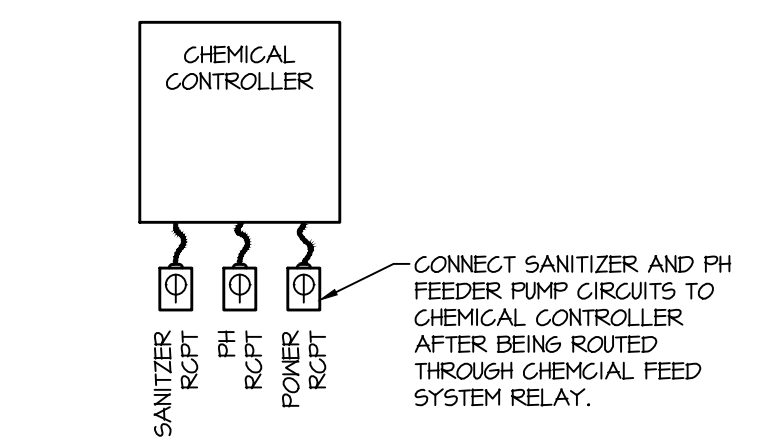 CHEMICAL
CONTROLLER
CONNECT SANITIZER AND PH
FEEDER PUMP CIRCUITS TO
CHEMICAL CONTROLLER
AFTER BEING ROUTED
THROUGH CHEMCIAL FEED
SYSTEM RELAY.
SANITZER
RCPT
PH
RCPT
POWER
RCPT